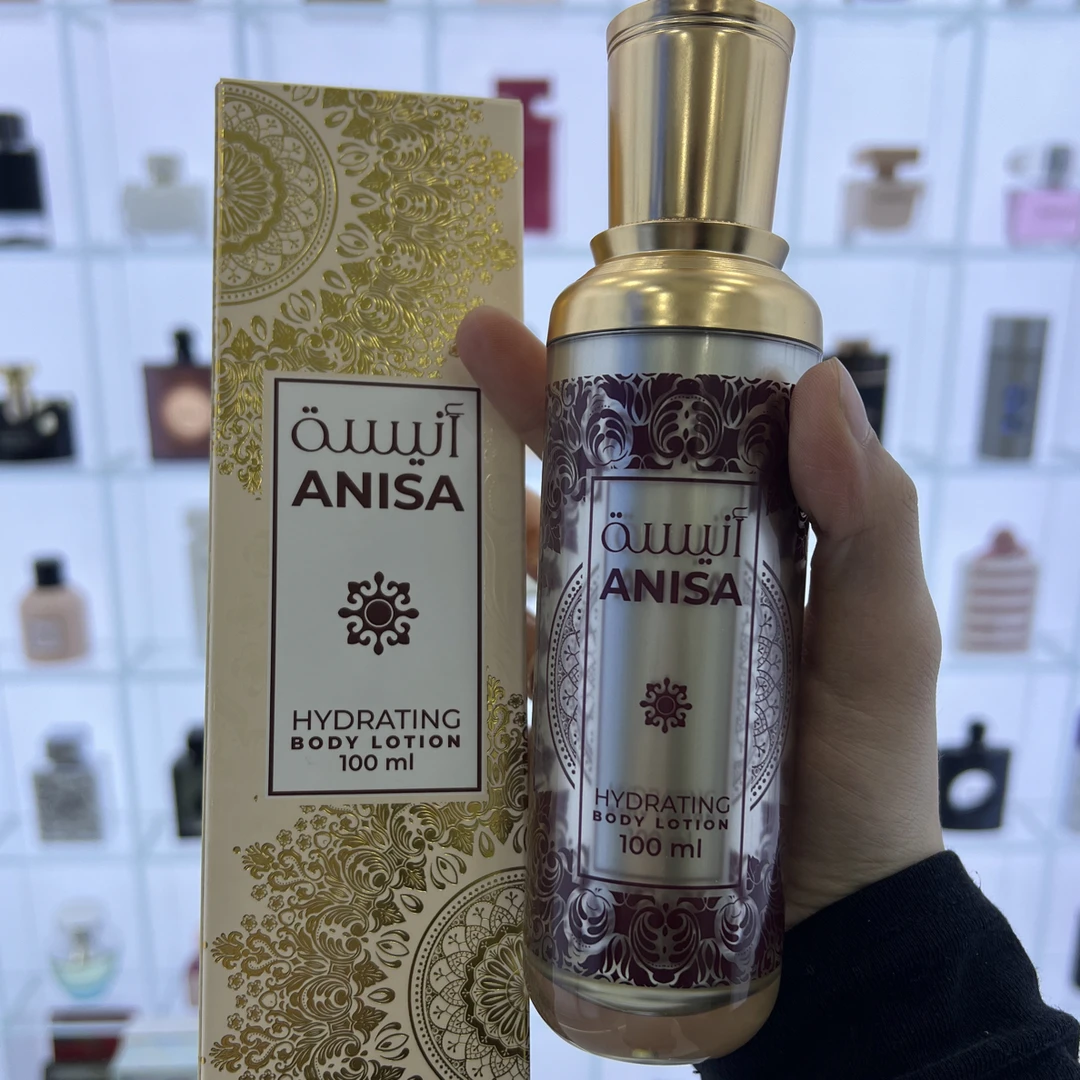 أنيسة
ANISA
HYDRATING
BODY LOTION
100 ml
أنيسة
ANISA
HYDRATING
BODY LOTION
100 ml